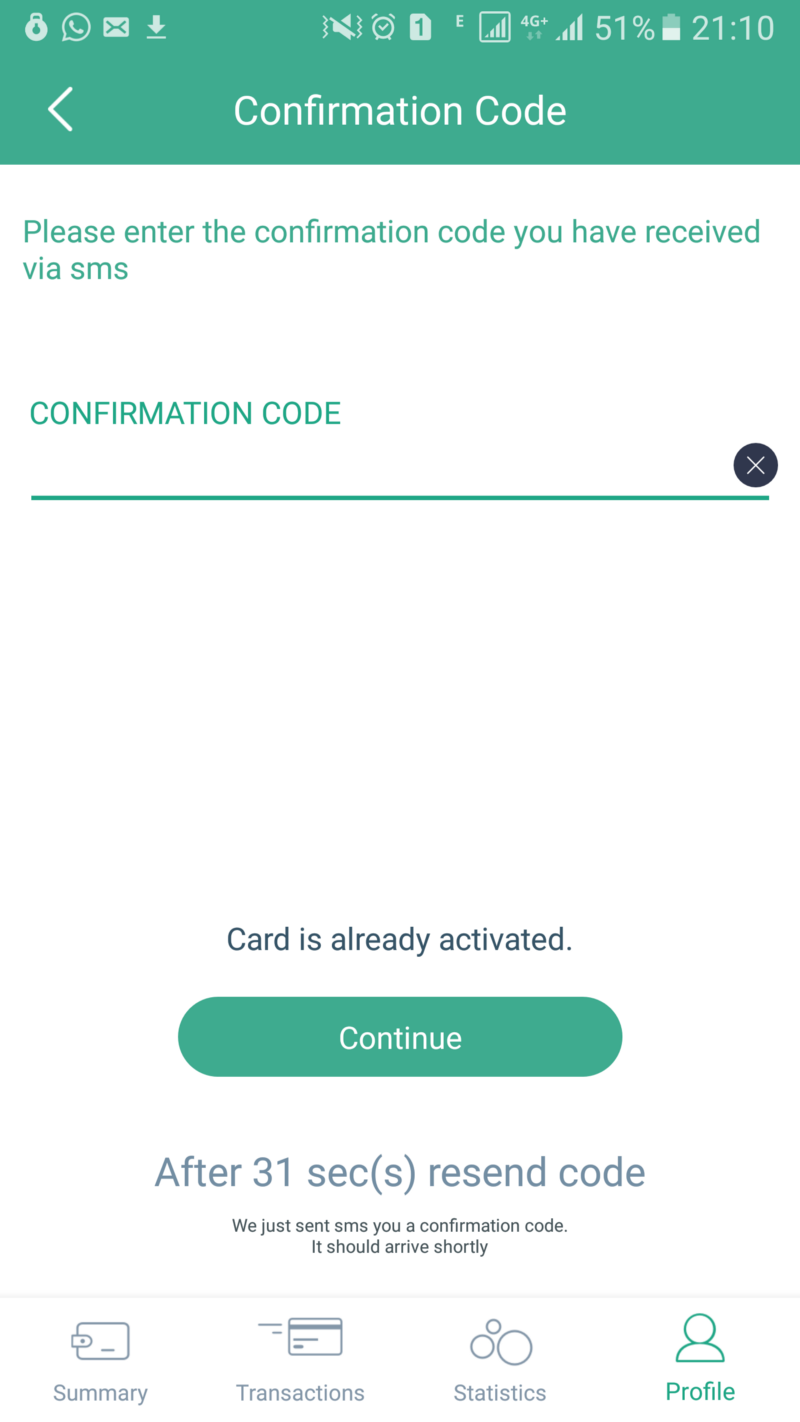 1 E 4G+ 51% 21:10
Confirmation Code
Please enter the confirmation code you have received
via sms
CONFIRMATION CODE
Card is already activated.
Continue
After 31 sec(s) resend code
We just sent sms you a confirmation code.
It should arrive shortly
Summary Transactions Statistics Profile